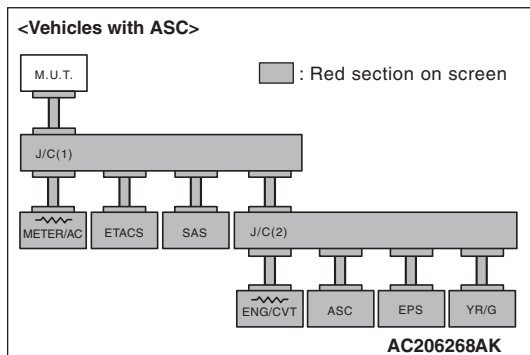 <Vehicles with ASC>
M.U.T.
: Red section on screen
J/C(1)
METER/AC
ETACS
SAS
J/C(2)
ENG/CVT
ASC
EPS
YR/G
AC206268AK